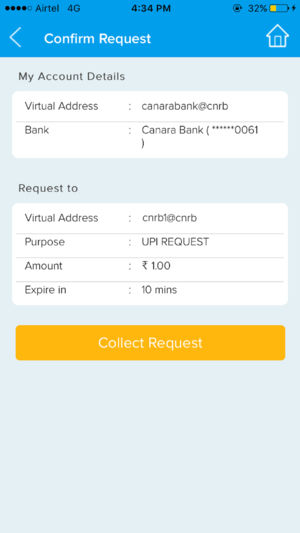 Airtel 4G 4:34 PM 32%
Confirm Request
My Account Details
Virtual Address : canarabank@cnrb
Bank : Canara Bank ( ******0061
)
Request to
Virtual Address : cnrb1@cnrb
Purpose : UPI REQUEST
Amount : ₹ 1.00
Expire in : 10 mins
Collect Request